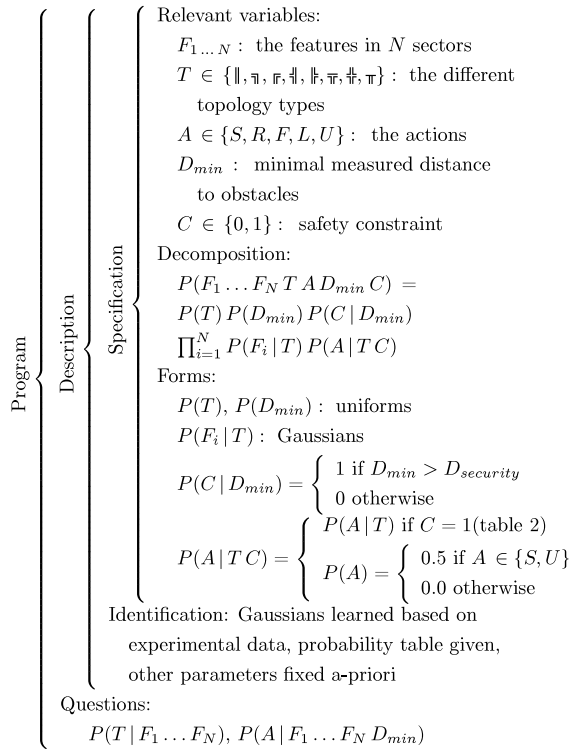 Program
Description
Specification
Relevant variables:
F_{1...N} : the features in N sectors
T ∈ {║, ╗, ╔, ╣, ╠, ╦, ╬, ╥} : the different
topology types
A ∈ {S, R, F, L, U} : the actions
D_{min} : minimal measured distance
to obstacles
C ∈ {0, 1} : safety constraint
Decomposition:
P(F_1 ... F_N T A D_{min} C) =
P(T) P(D_{min}) P(C | D_{min})
∏_{i=1}^{N} P(F_i | T) P(A | T C)
Forms:
P(T), P(D_{min}) : uniforms
P(F_i | T) : Gaussians
P(C | D_{min}) = { 1 if D_{min} > D_{security}
0 otherwise
P(A | T C) = { P(A | T) if C = 1(table 2)
P(A) = { 0.5 if A ∈ {S, U}
0.0 otherwise
Identification: Gaussians learned based on
experimental data, probability table given,
other parameters fixed a-priori
Questions:
P(T | F_1 ... F_N), P(A | F_1 ... F_N D_{min})